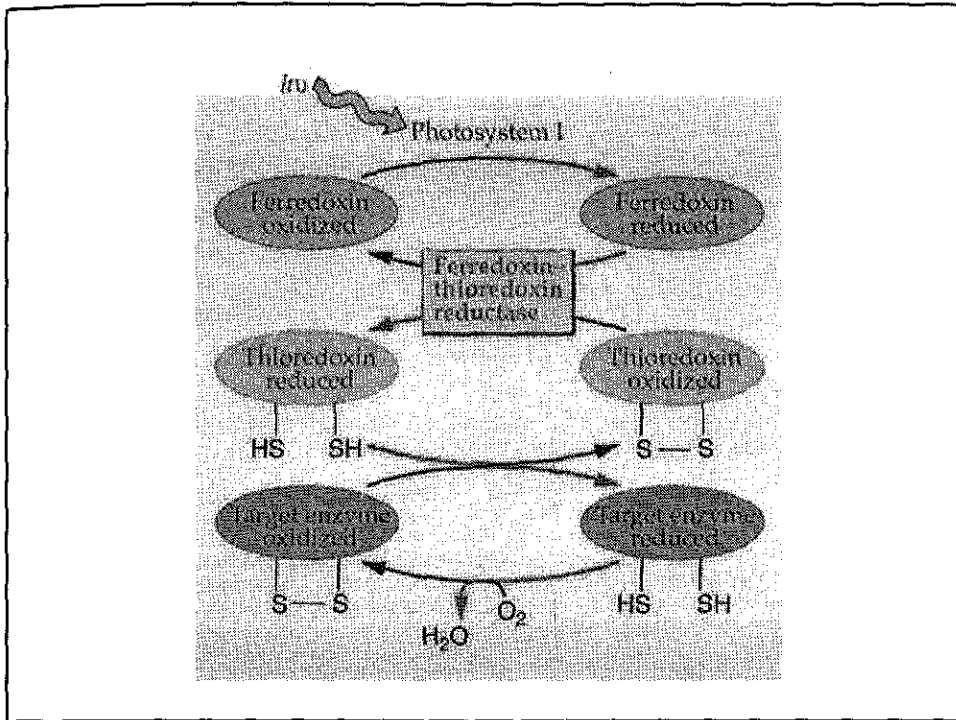 hυ
Photosystem I
Ferredoxin
oxidized
Ferredoxin
reduced
Ferredoxin–
thioredoxin
reductase
Thioredoxin
reduced
Thioredoxin
oxidized
HS SH
S — S
Target enzyme
oxidized
Target enzyme
reduced
S — S
HS SH
O₂
H₂O